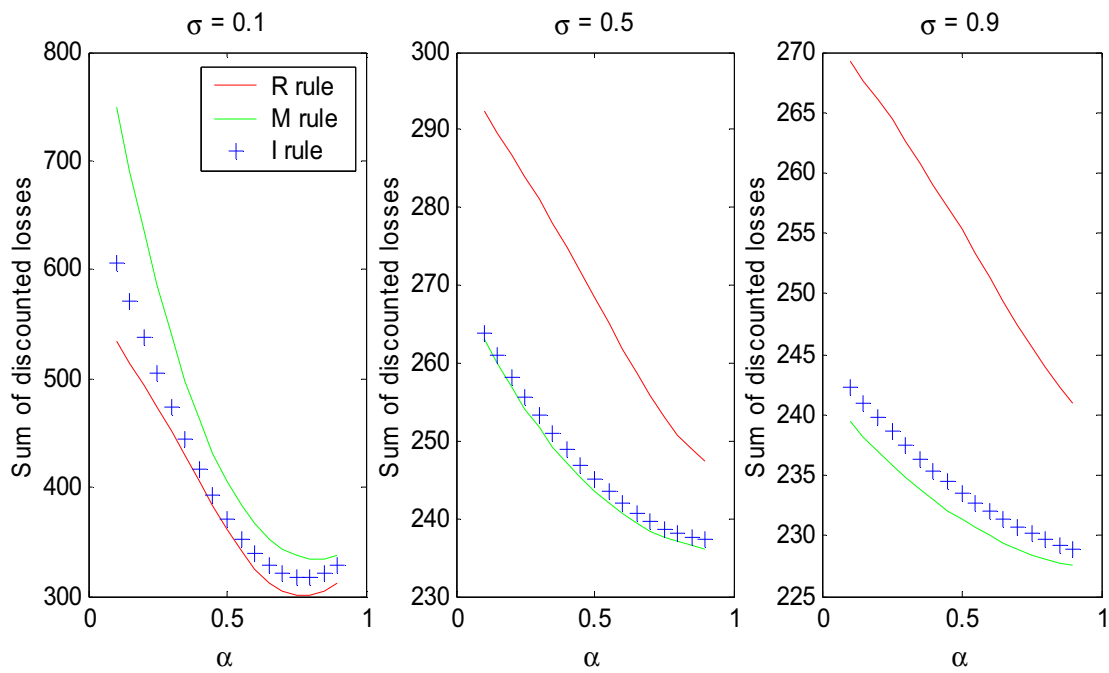 σ = 0.1
800
700
600
500
400
300
0
0.5
1
Sum of discounted losses
α
R rule
M rule
I rule
σ = 0.5
300
290
280
270
260
250
240
230
0
0.5
1
Sum of discounted losses
α
σ = 0.9
270
265
260
255
250
245
240
235
230
225
0
0.5
1
Sum of discounted losses
α